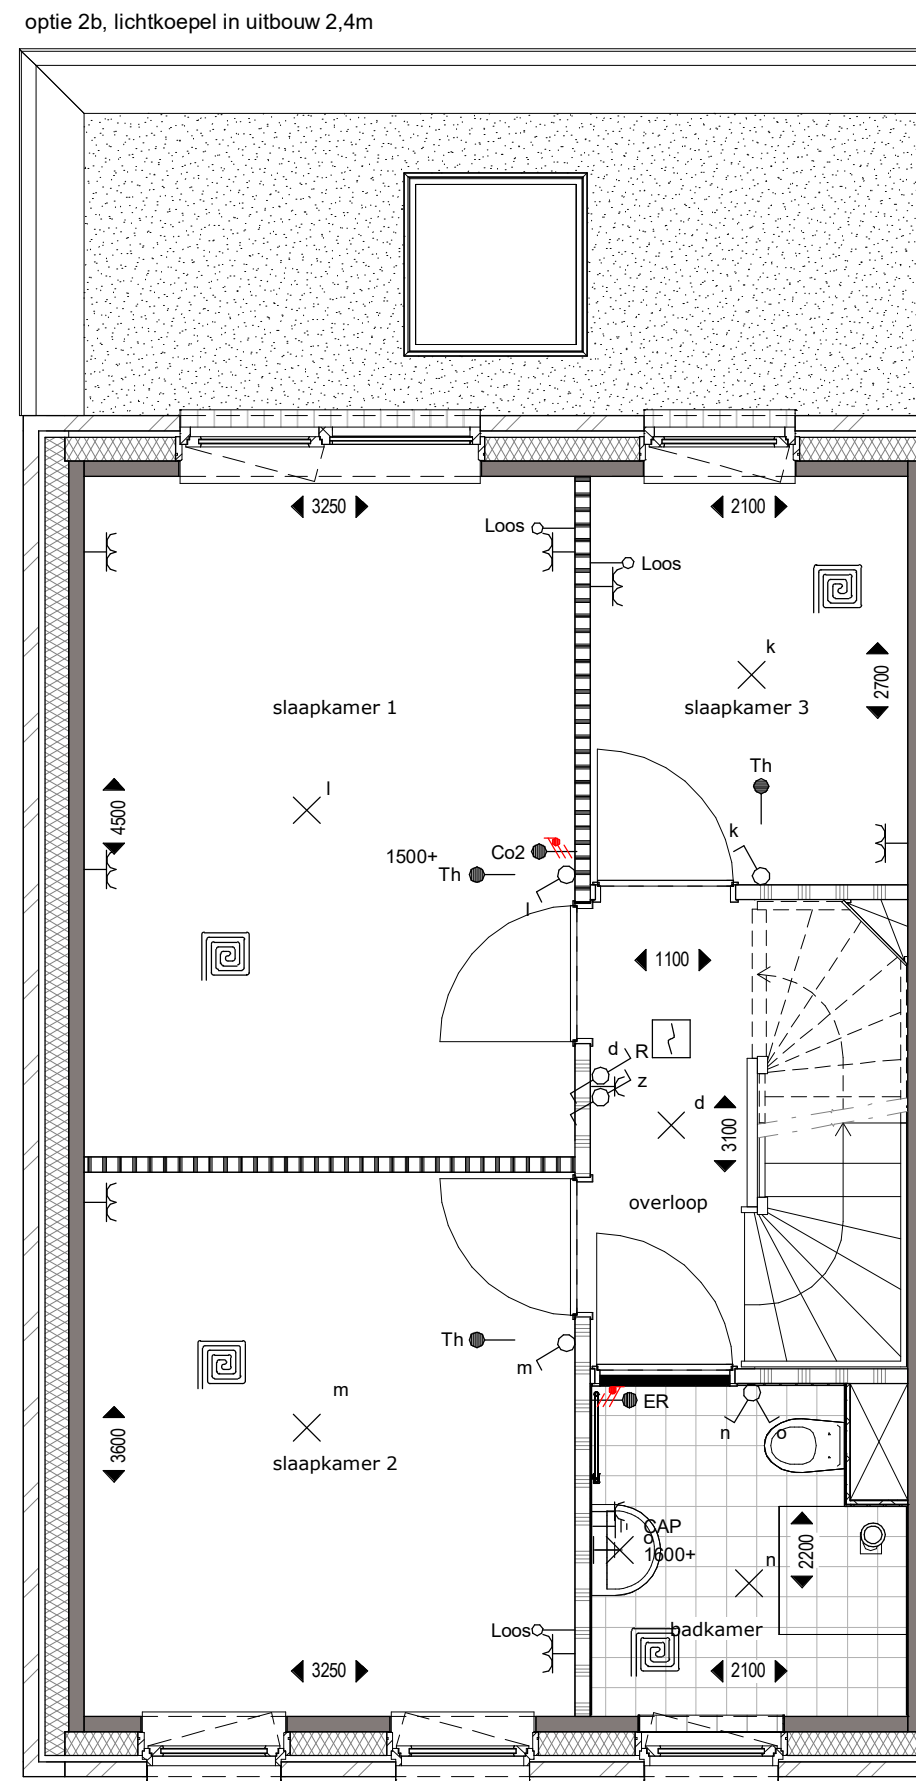 optie 2b, lichtkoepel in uitbouw 2,4m
3250
2100
Loos
Loos
k
2700
slaapkamer 1
slaapkamer 3
Th
l
4500
k
1500+
Co2
Th
l
1100
d
R
z
d
3100
overloop
Th
m
m
ER
n
o
3600
slaapkamer 2
CAP
o
1600+
2200
n
Loos
badkamer
3250
2100